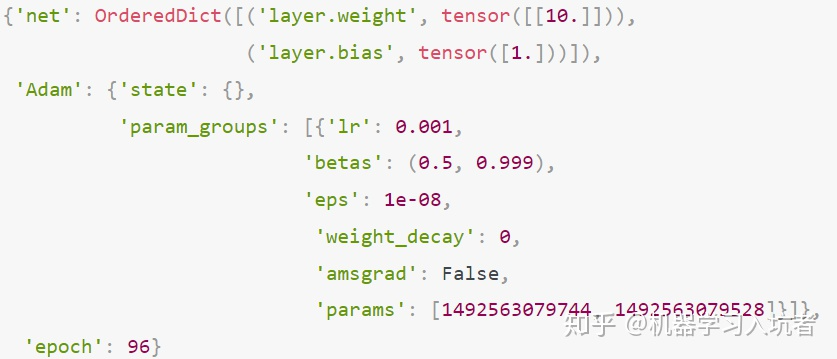 {'net': OrderedDict([('layer.weight', tensor([[10.]])),
('layer.bias', tensor([1.]))]),
'Adam': {'state': {},
'param_groups': [{'lr': 0.001,
'betas': (0.5, 0.999),
'eps': 1e-08,
'weight_decay': 0,
'amsgrad': False,
'params': [1492563079744, 1492563079528]}]},
知乎 @机器学习入坑者
'epoch': 96}